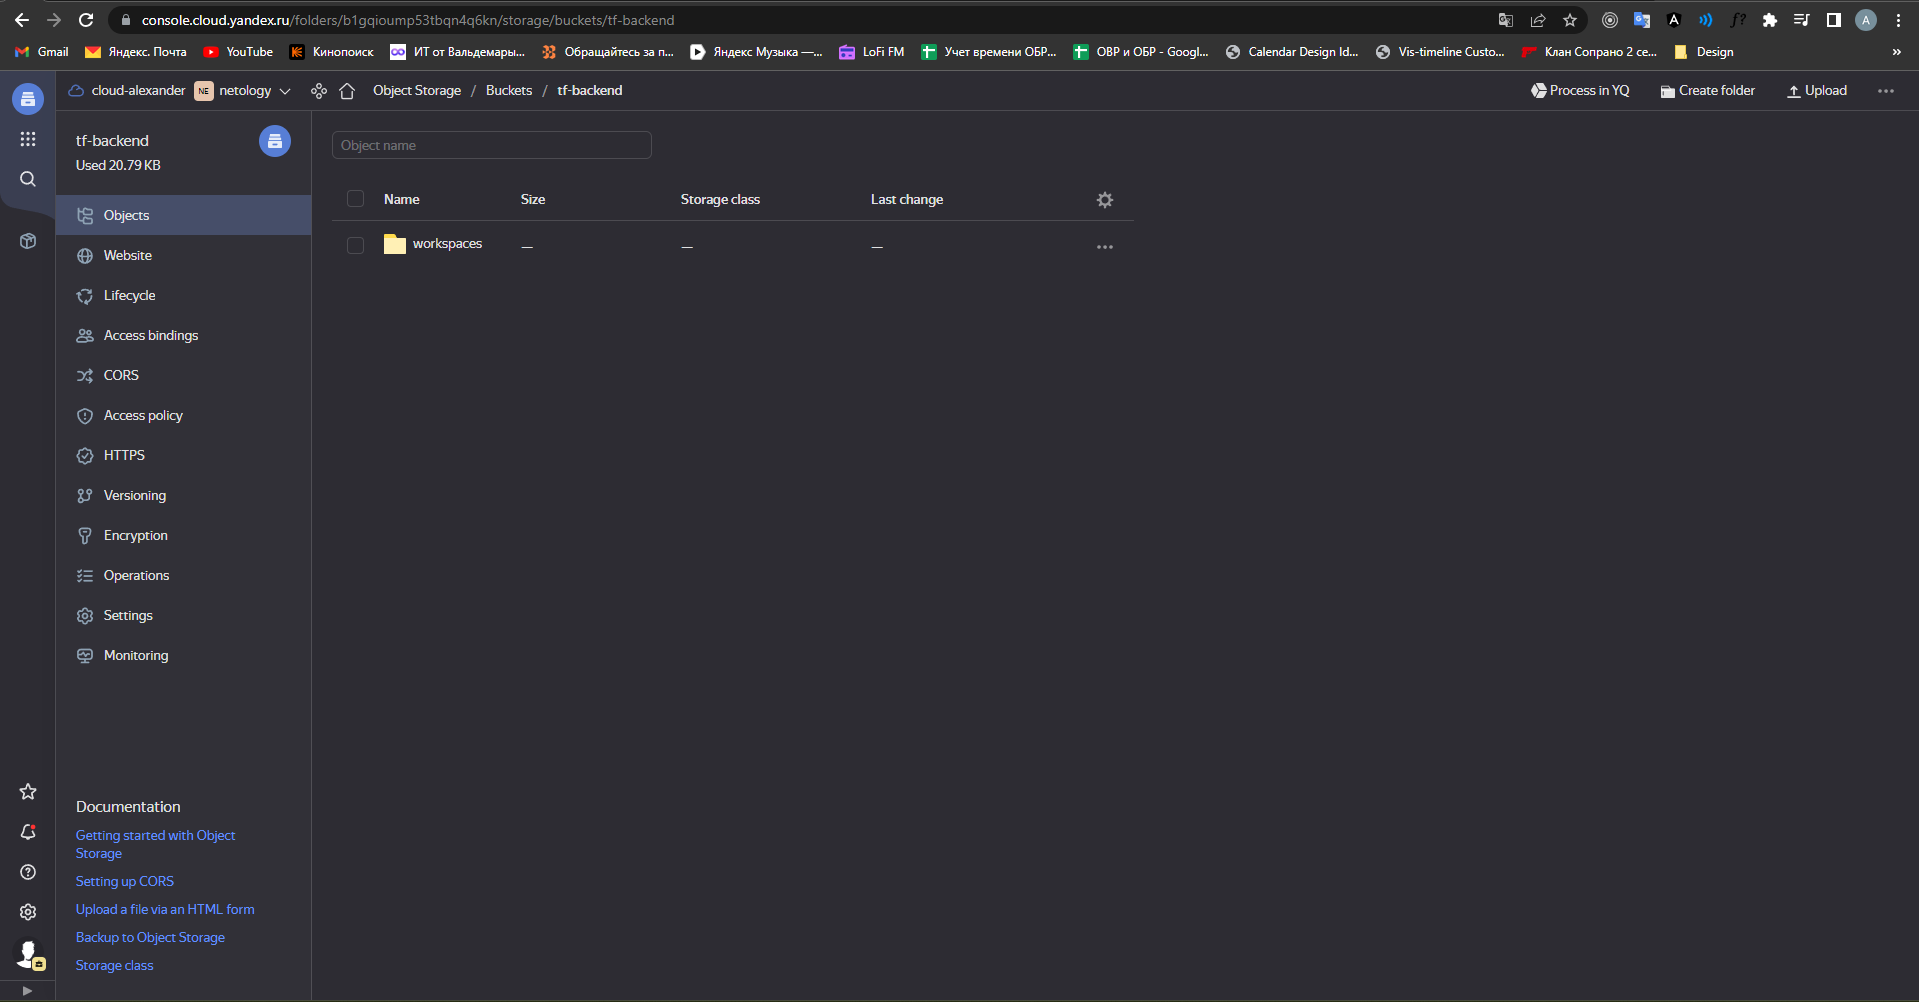 console.cloud.yandex.ru/folders/b1gqioump53tbqn4q6kn/storage/buckets/tf-backend
f?
A
Gmail
Яндекс. Почта
YouTube
Кинопоиск
ИТ от Вальдемары...
Обращайтесь за п...
Яндекс Музыка —...
LoFi FM
Учет времени ОБР...
ОВР и ОБР - Googl...
Calendar Design Id...
Vis-timeline Custo...
Клан Сопрано 2 се...
Design
»
cloud-alexander
NE
netology
Object Storage / Buckets / tf-backend
Process in YQ
Create folder
Upload
tf-backend
Used 20.79 KB
Objects
Website
Lifecycle
Access bindings
CORS
Access policy
HTTPS
Versioning
Encryption
Operations
Settings
Monitoring
Object name
Name Size Storage class Last change
workspaces — — —
Documentation
Getting started with Object
Storage
Setting up CORS
Upload a file via an HTML form
Backup to Object Storage
Storage class